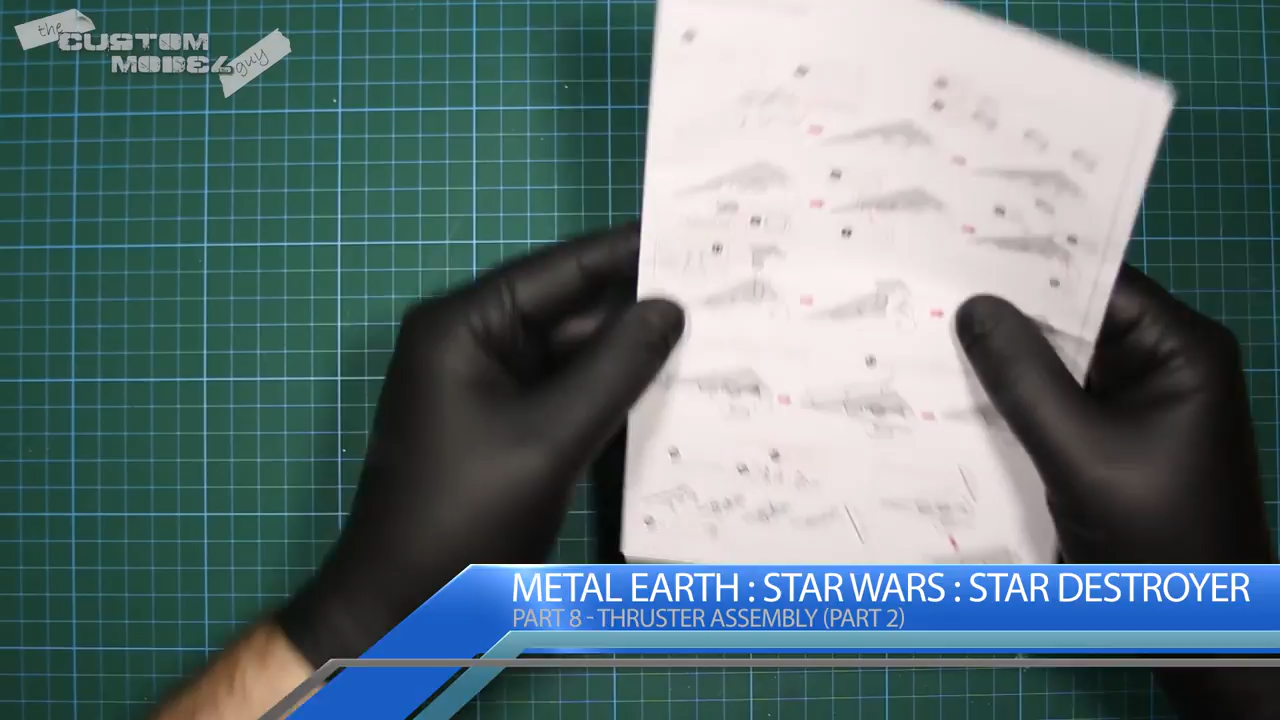 the
CUSTOM
MODEL guy
METAL EARTH : STAR WARS : STAR DESTROYER
PART 8 - THRUSTER ASSEMBLY (PART 2)